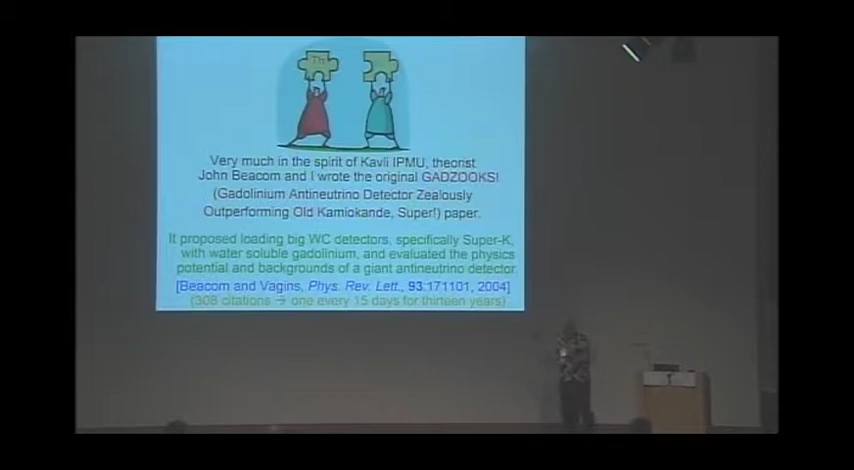 Th
Very much in the spirit of Kavli IPMU, theorist
John Beacom and I wrote the original GADZOOKS!
(Gadolinium Antineutrino Detector Zealously
Outperforming Old Kamiokande, Super!) paper.
It proposed loading big WC detectors, specifically Super-K,
with water soluble gadolinium, and evaluated the physics
potential and backgrounds of a giant antineutrino detector
[Beacom and Vagins, Phys. Rev. Lett., 93:171101, 2004]
(308 citations → one every 15 days for thirteen years)